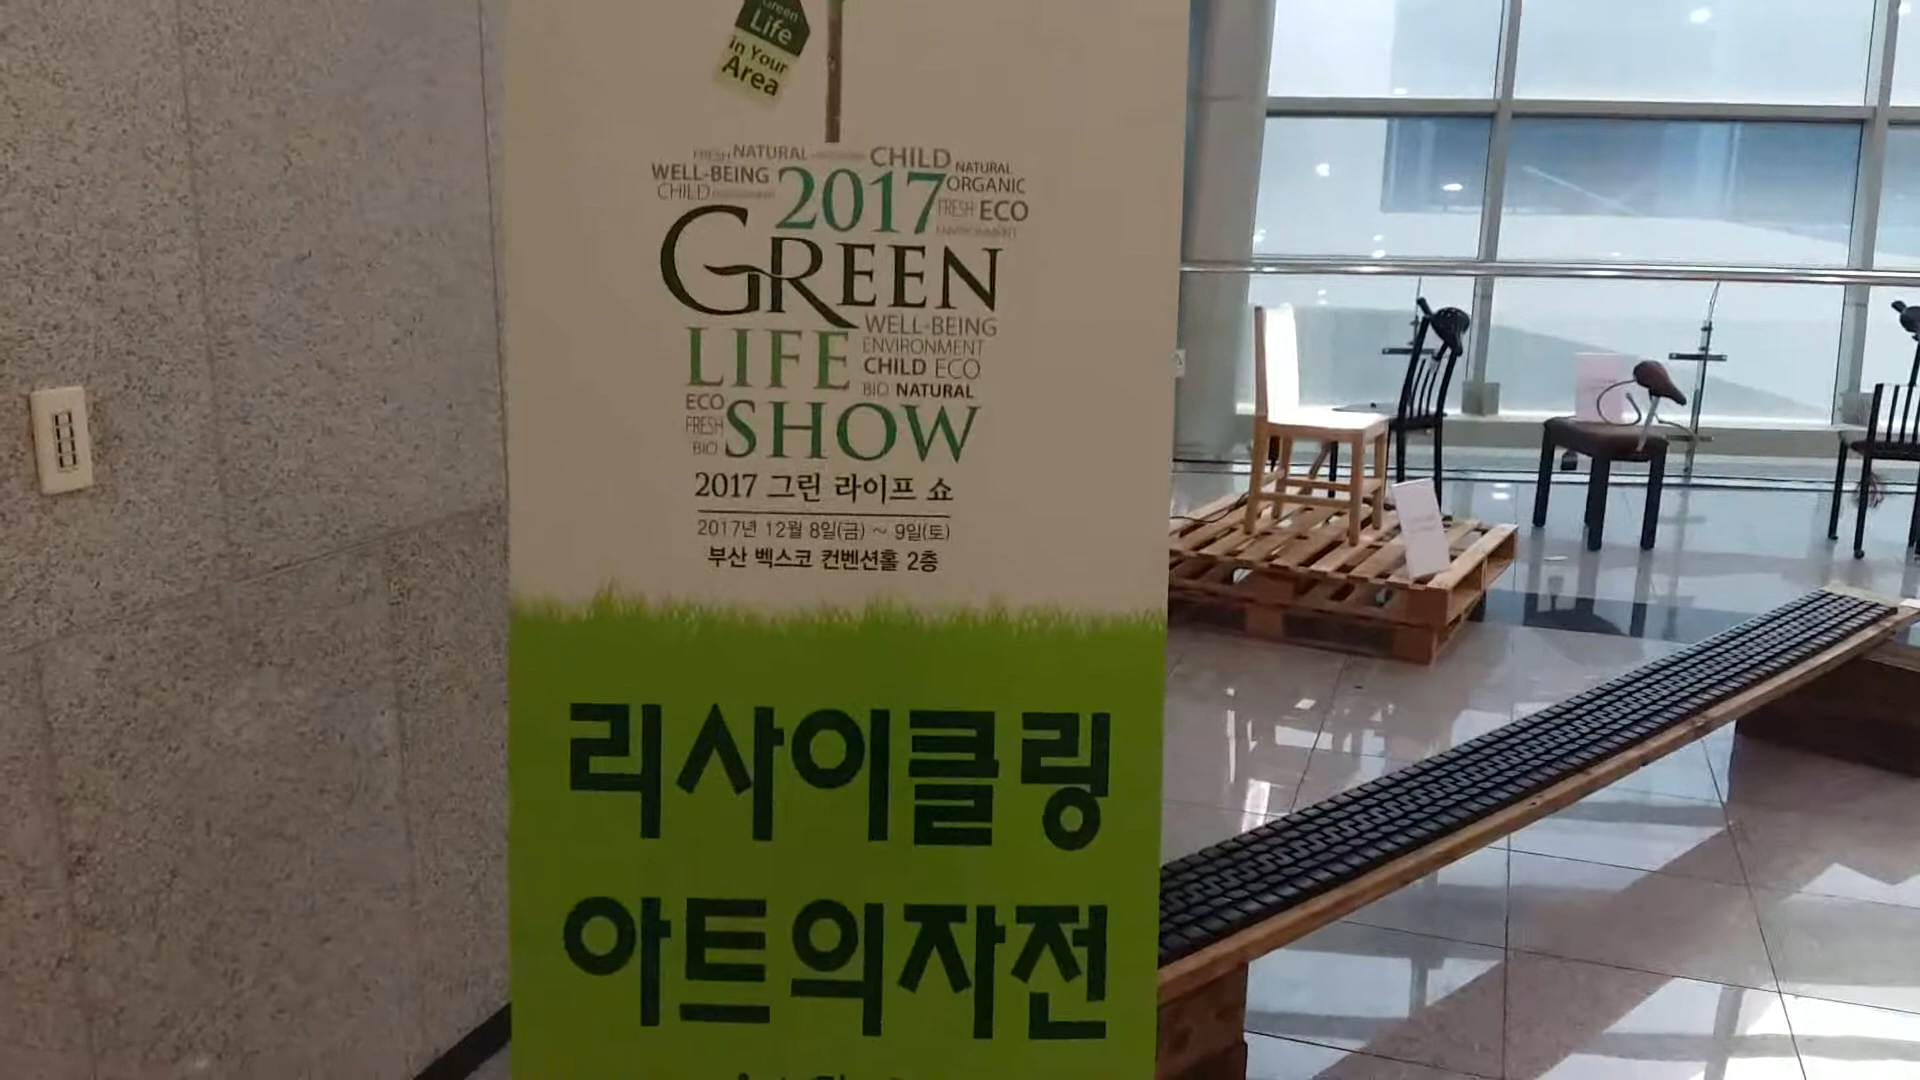 Green
Life
in Your
Area
FRESH NATURAL CHILD NATURAL
WELL-BEING 2017 ORGANIC
CHILD FRESH ECO
ENVIRONMENT
GREEN
LIFE WELL-BEING
ENVIRONMENT
CHILD ECO
BIO NATURAL
ECO
FRESH SHOW
BIO
2017 그린 라이프 쇼
2017년 12월 8일(금) ~ 9일(토)
부산 벡스코 컨벤션홀 2층
리사이클링
아트의자전